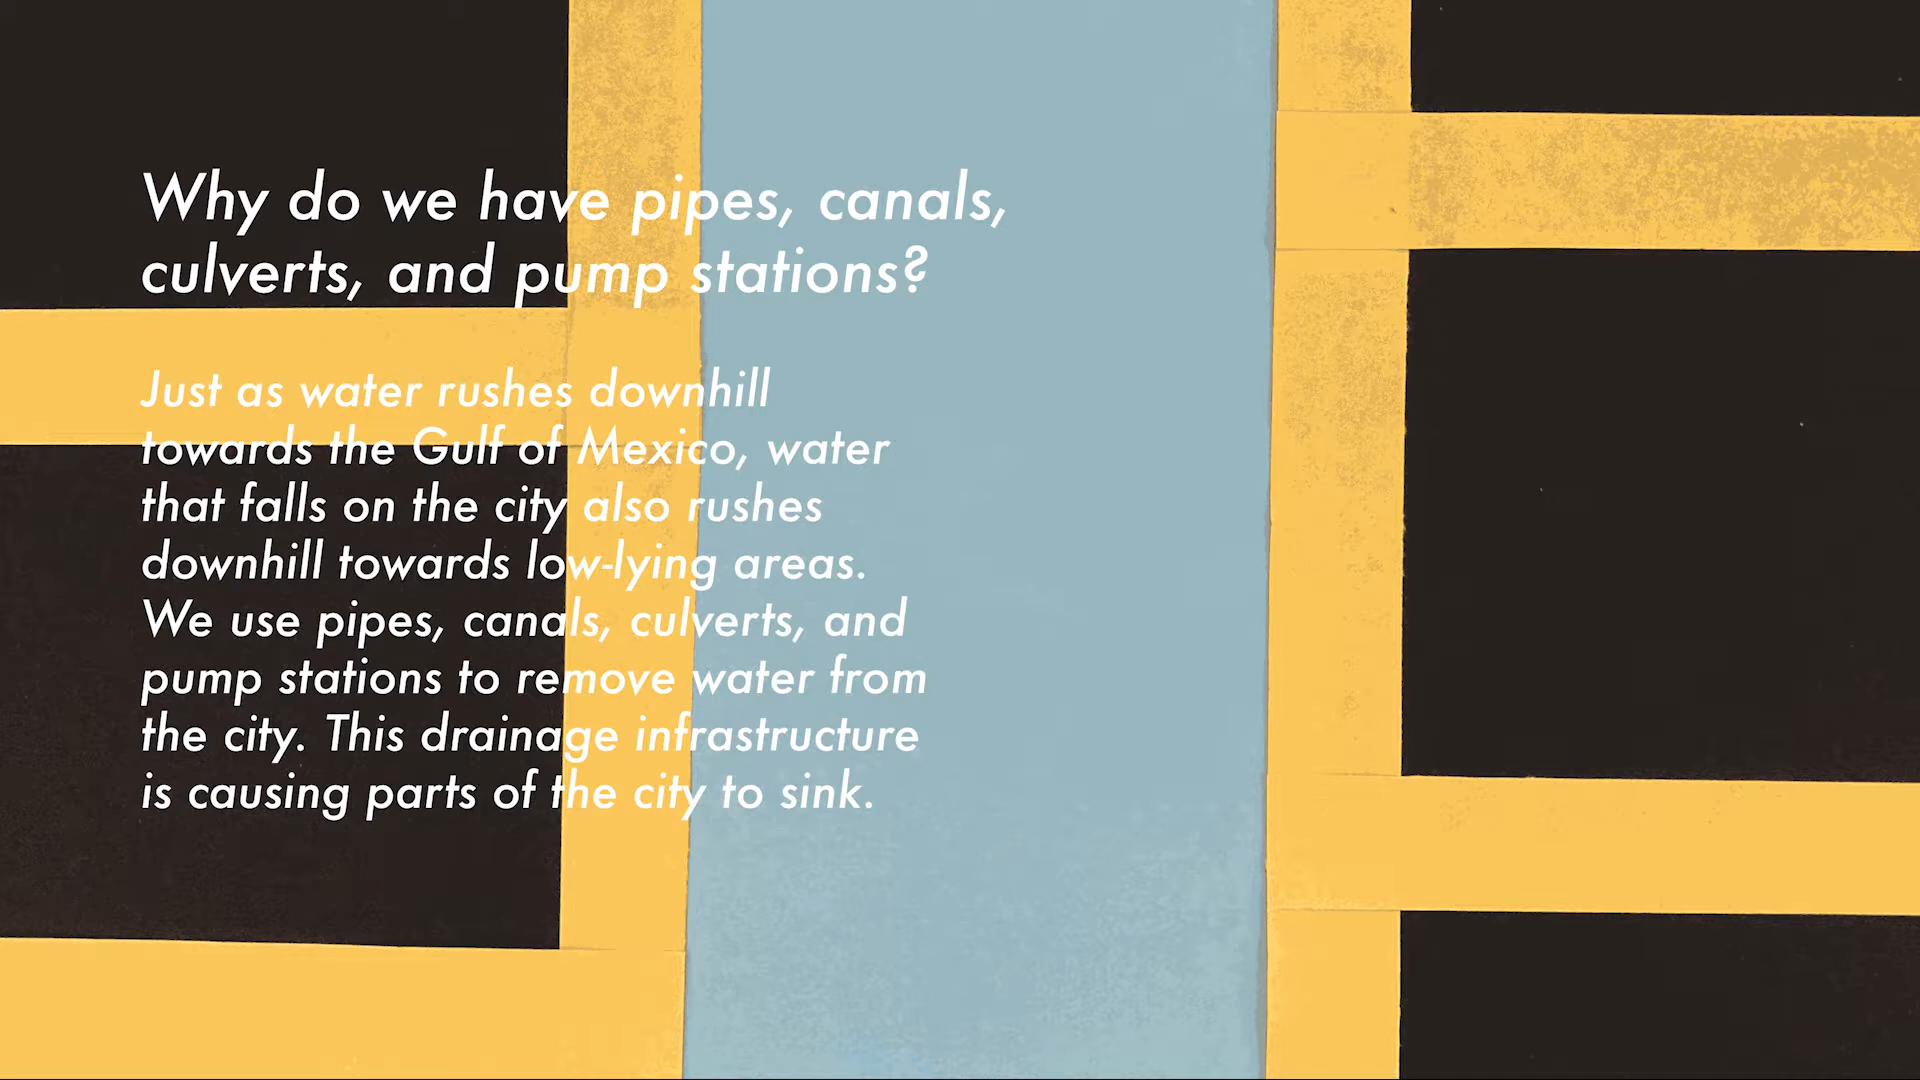 Why do we have pipes, canals,
culverts, and pump stations?
Just as water rushes downhill
towards the Gulf of Mexico, water
that falls on the city also rushes
downhill towards low-lying areas.
We use pipes, canals, culverts, and
pump stations to remove water from
the city. This drainage infrastructure
is causing parts of the city to sink.